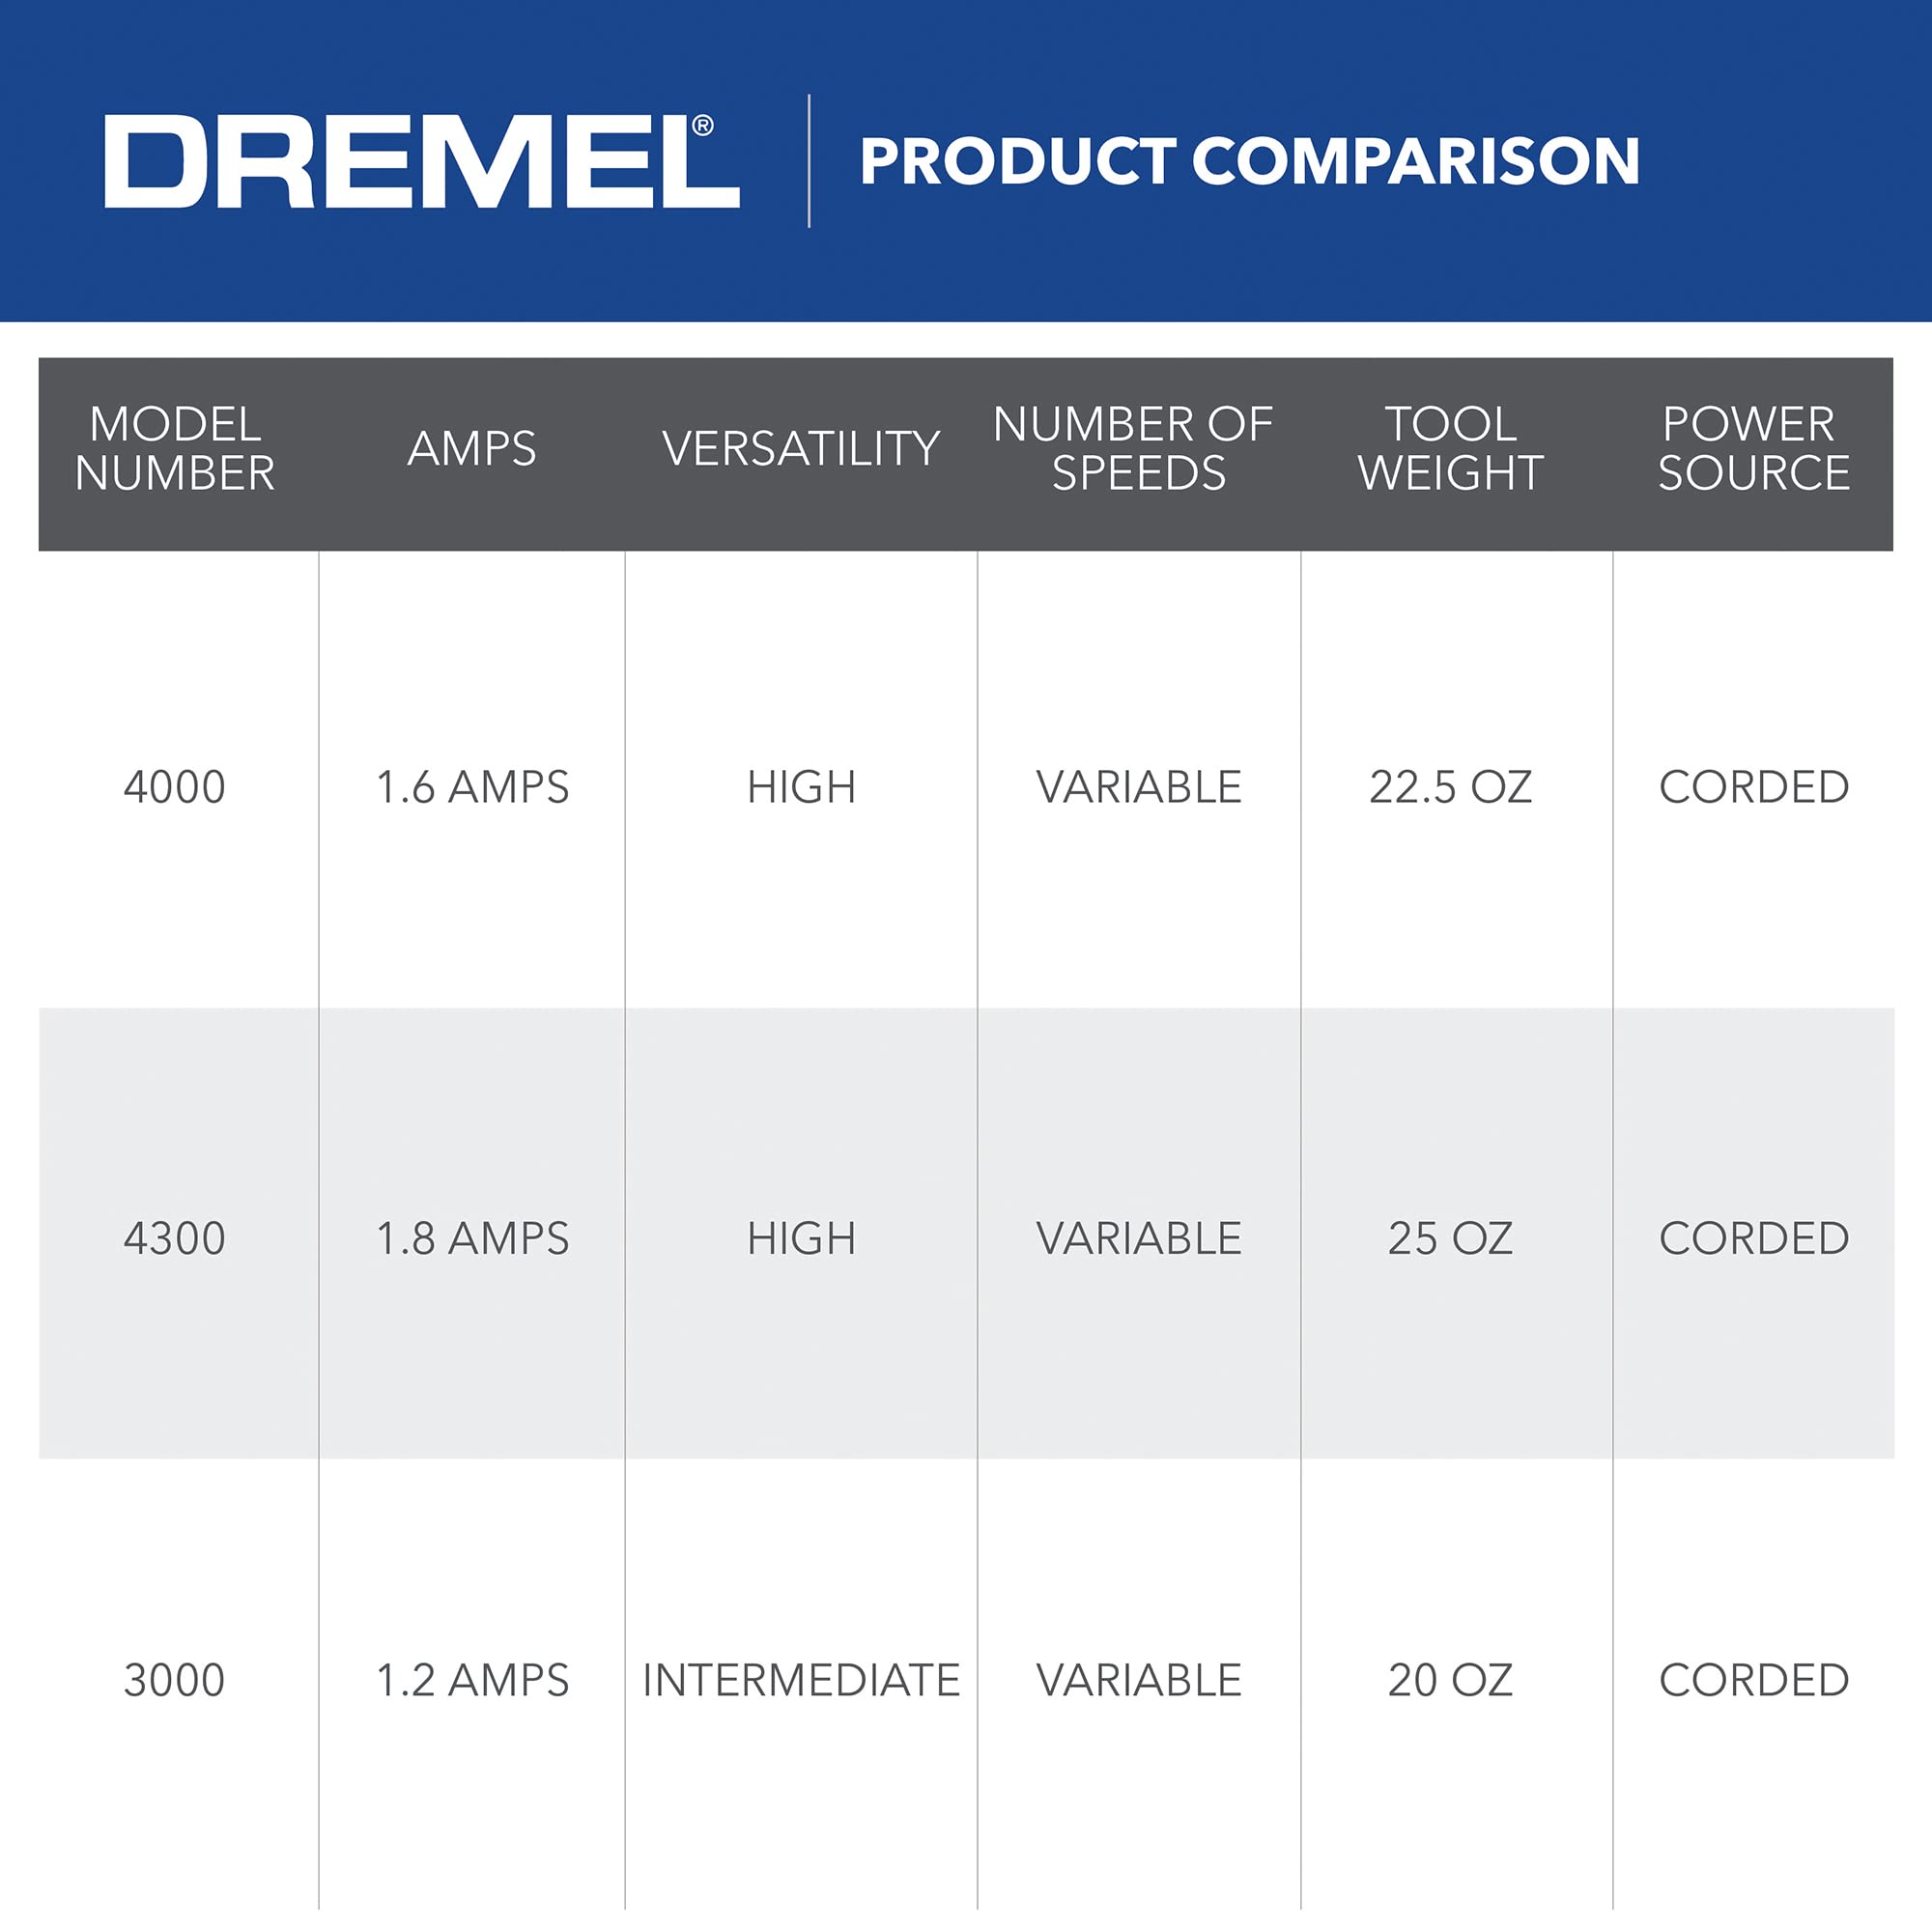 DREMEL®
PRODUCT COMPARISON
MODEL NUMBER
AMPS
VERSATILITY
NUMBER OF SPEEDS
TOOL WEIGHT
POWER SOURCE
4000 1.6 AMPS HIGH VARIABLE 22.5 OZ CORDED
4300 1.8 AMPS HIGH VARIABLE 25 OZ CORDED
3000 1.2 AMPS INTERMEDIATE VARIABLE 20 OZ CORDED